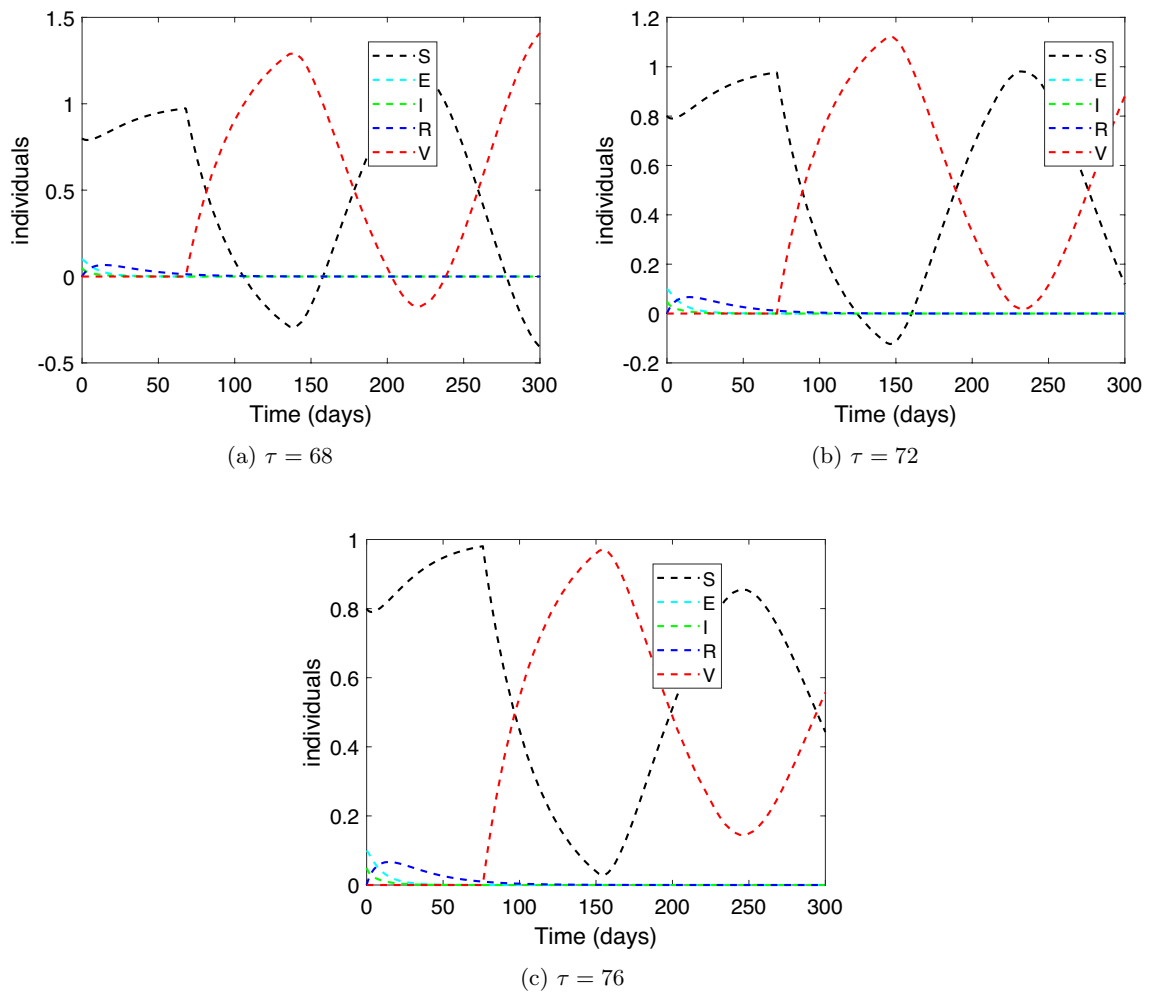 1.5
1
0.5
0
-0.5
individuals
0 50 100 150 200 250 300
Time (days)
S
E
I
R
V
(a) τ = 68
1.2
1
0.8
0.6
0.4
0.2
0
-0.2
individuals
0 50 100 150 200 250 300
Time (days)
S
E
I
R
V
(b) τ = 72
1
0.8
0.6
0.4
0.2
0
individuals
0 50 100 150 200 250 300
Time (days)
S
E
I
R
V
(c) τ = 76